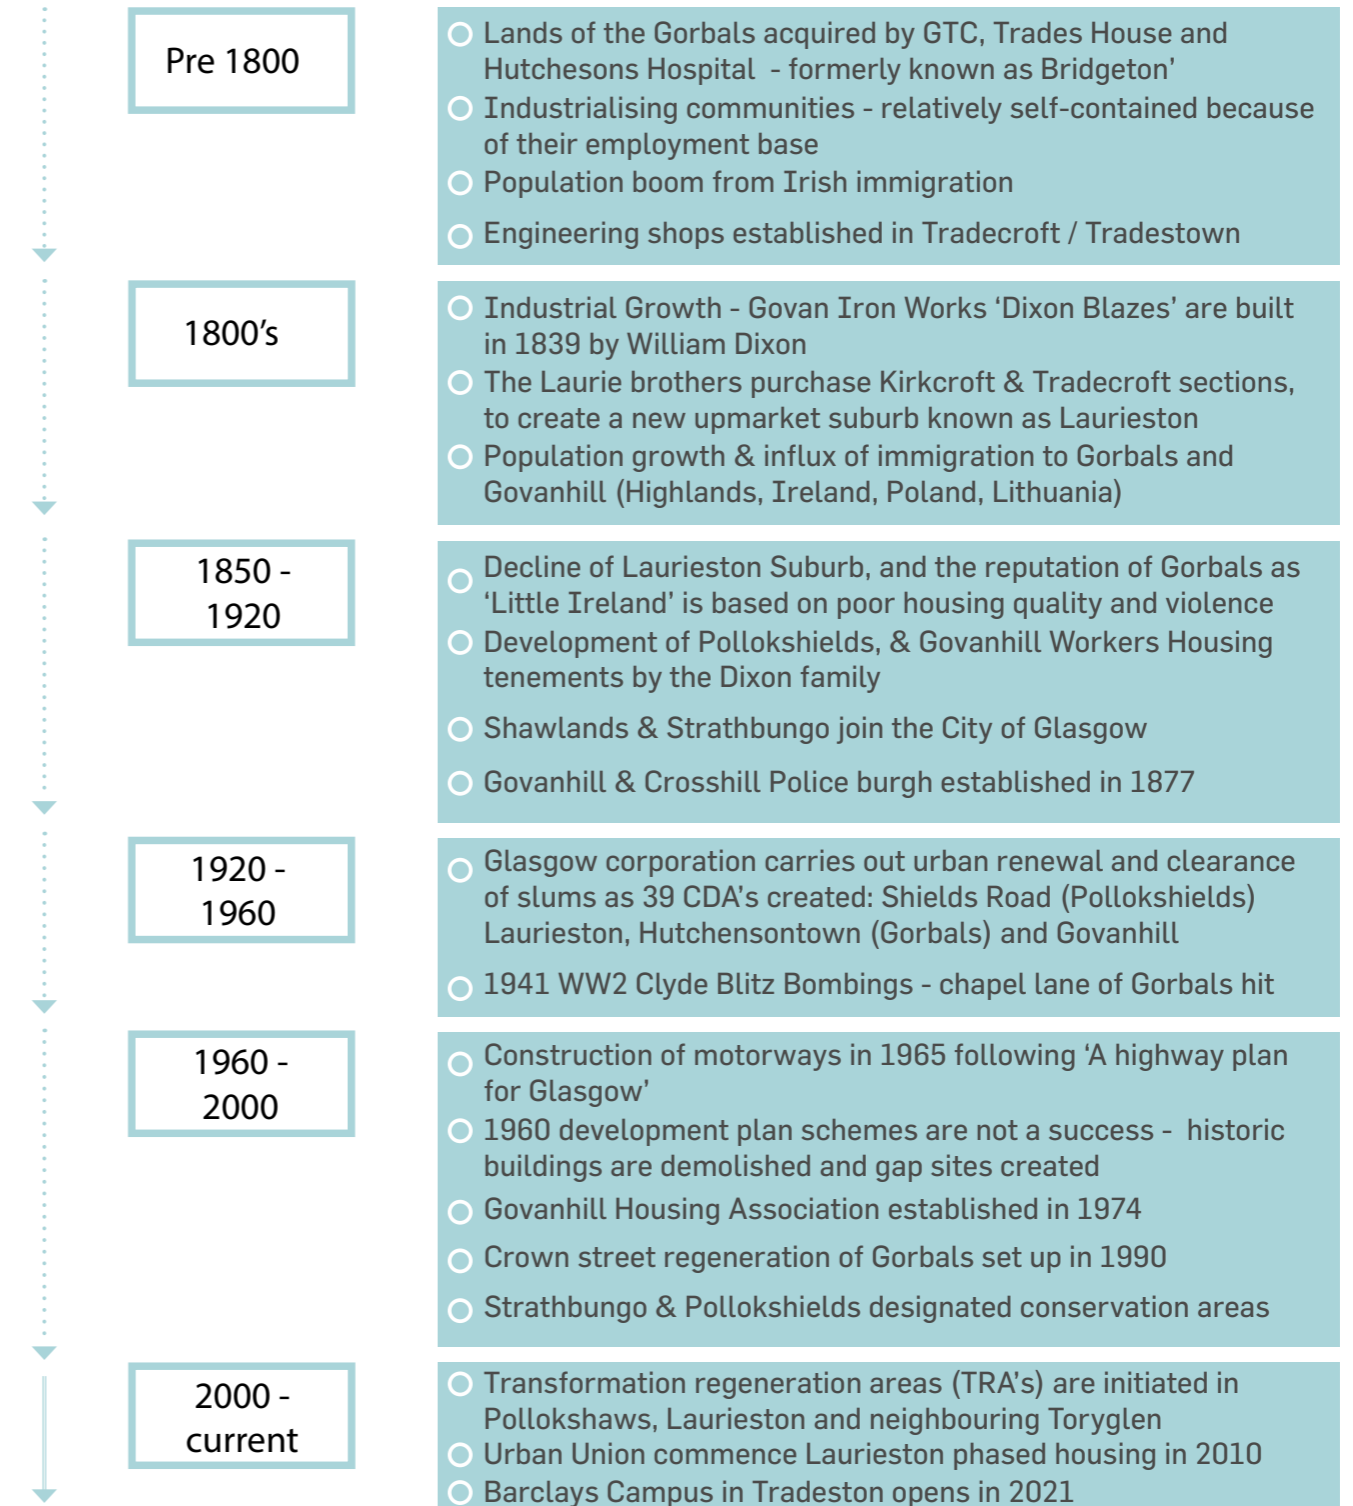 Pre 1800
Lands of the Gorbals acquired by GTC, Trades House and
Hutchesons Hospital  - formerly known as Bridgeton’
Industrialising communities - relatively self-contained because
of their employment base
Population boom from Irish immigration
Engineering shops established in Tradecroft / Tradestown
1800’s
Industrial Growth - Govan Iron Works ‘Dixon Blazes’ are built
in 1839 by William Dixon
The Laurie brothers purchase Kirkcroft & Tradecroft sections,
to create a new upmarket suburb known as Laurieston
Population growth & influx of immigration to Gorbals and
Govanhill (Highlands, Ireland, Poland, Lithuania)
1850 -
1920
Decline of Laurieston Suburb, and the reputation of Gorbals as
‘Little Ireland’ is based on poor housing quality and violence
Development of Pollokshields, & Govanhill Workers Housing
tenements by the Dixon family
Shawlands & Strathbungo join the City of Glasgow
Govanhill & Crosshill Police burgh established in 1877
1920 -
1960
Glasgow corporation carries out urban renewal and clearance
of slums as 39 CDA’s created: Shields Road (Pollokshields)
Laurieston, Hutchensontown (Gorbals) and Govanhill
1941 WW2 Clyde Blitz Bombings - chapel lane of Gorbals hit
1960 -
2000
Construction of motorways in 1965 following ‘A highway plan
for Glasgow’
1960 development plan schemes are not a success -  historic
buildings are demolished and gap sites created
Govanhill Housing Association established in 1974
Crown street regeneration of Gorbals set up in 1990
Strathbungo & Pollokshields designated conservation areas
2000 -
current
Transformation regeneration areas (TRA’s) are initiated in
Pollokshaws, Laurieston and neighbouring Toryglen
Urban Union commence Laurieston phased housing in 2010
Barclays Campus in Tradeston opens in 2021